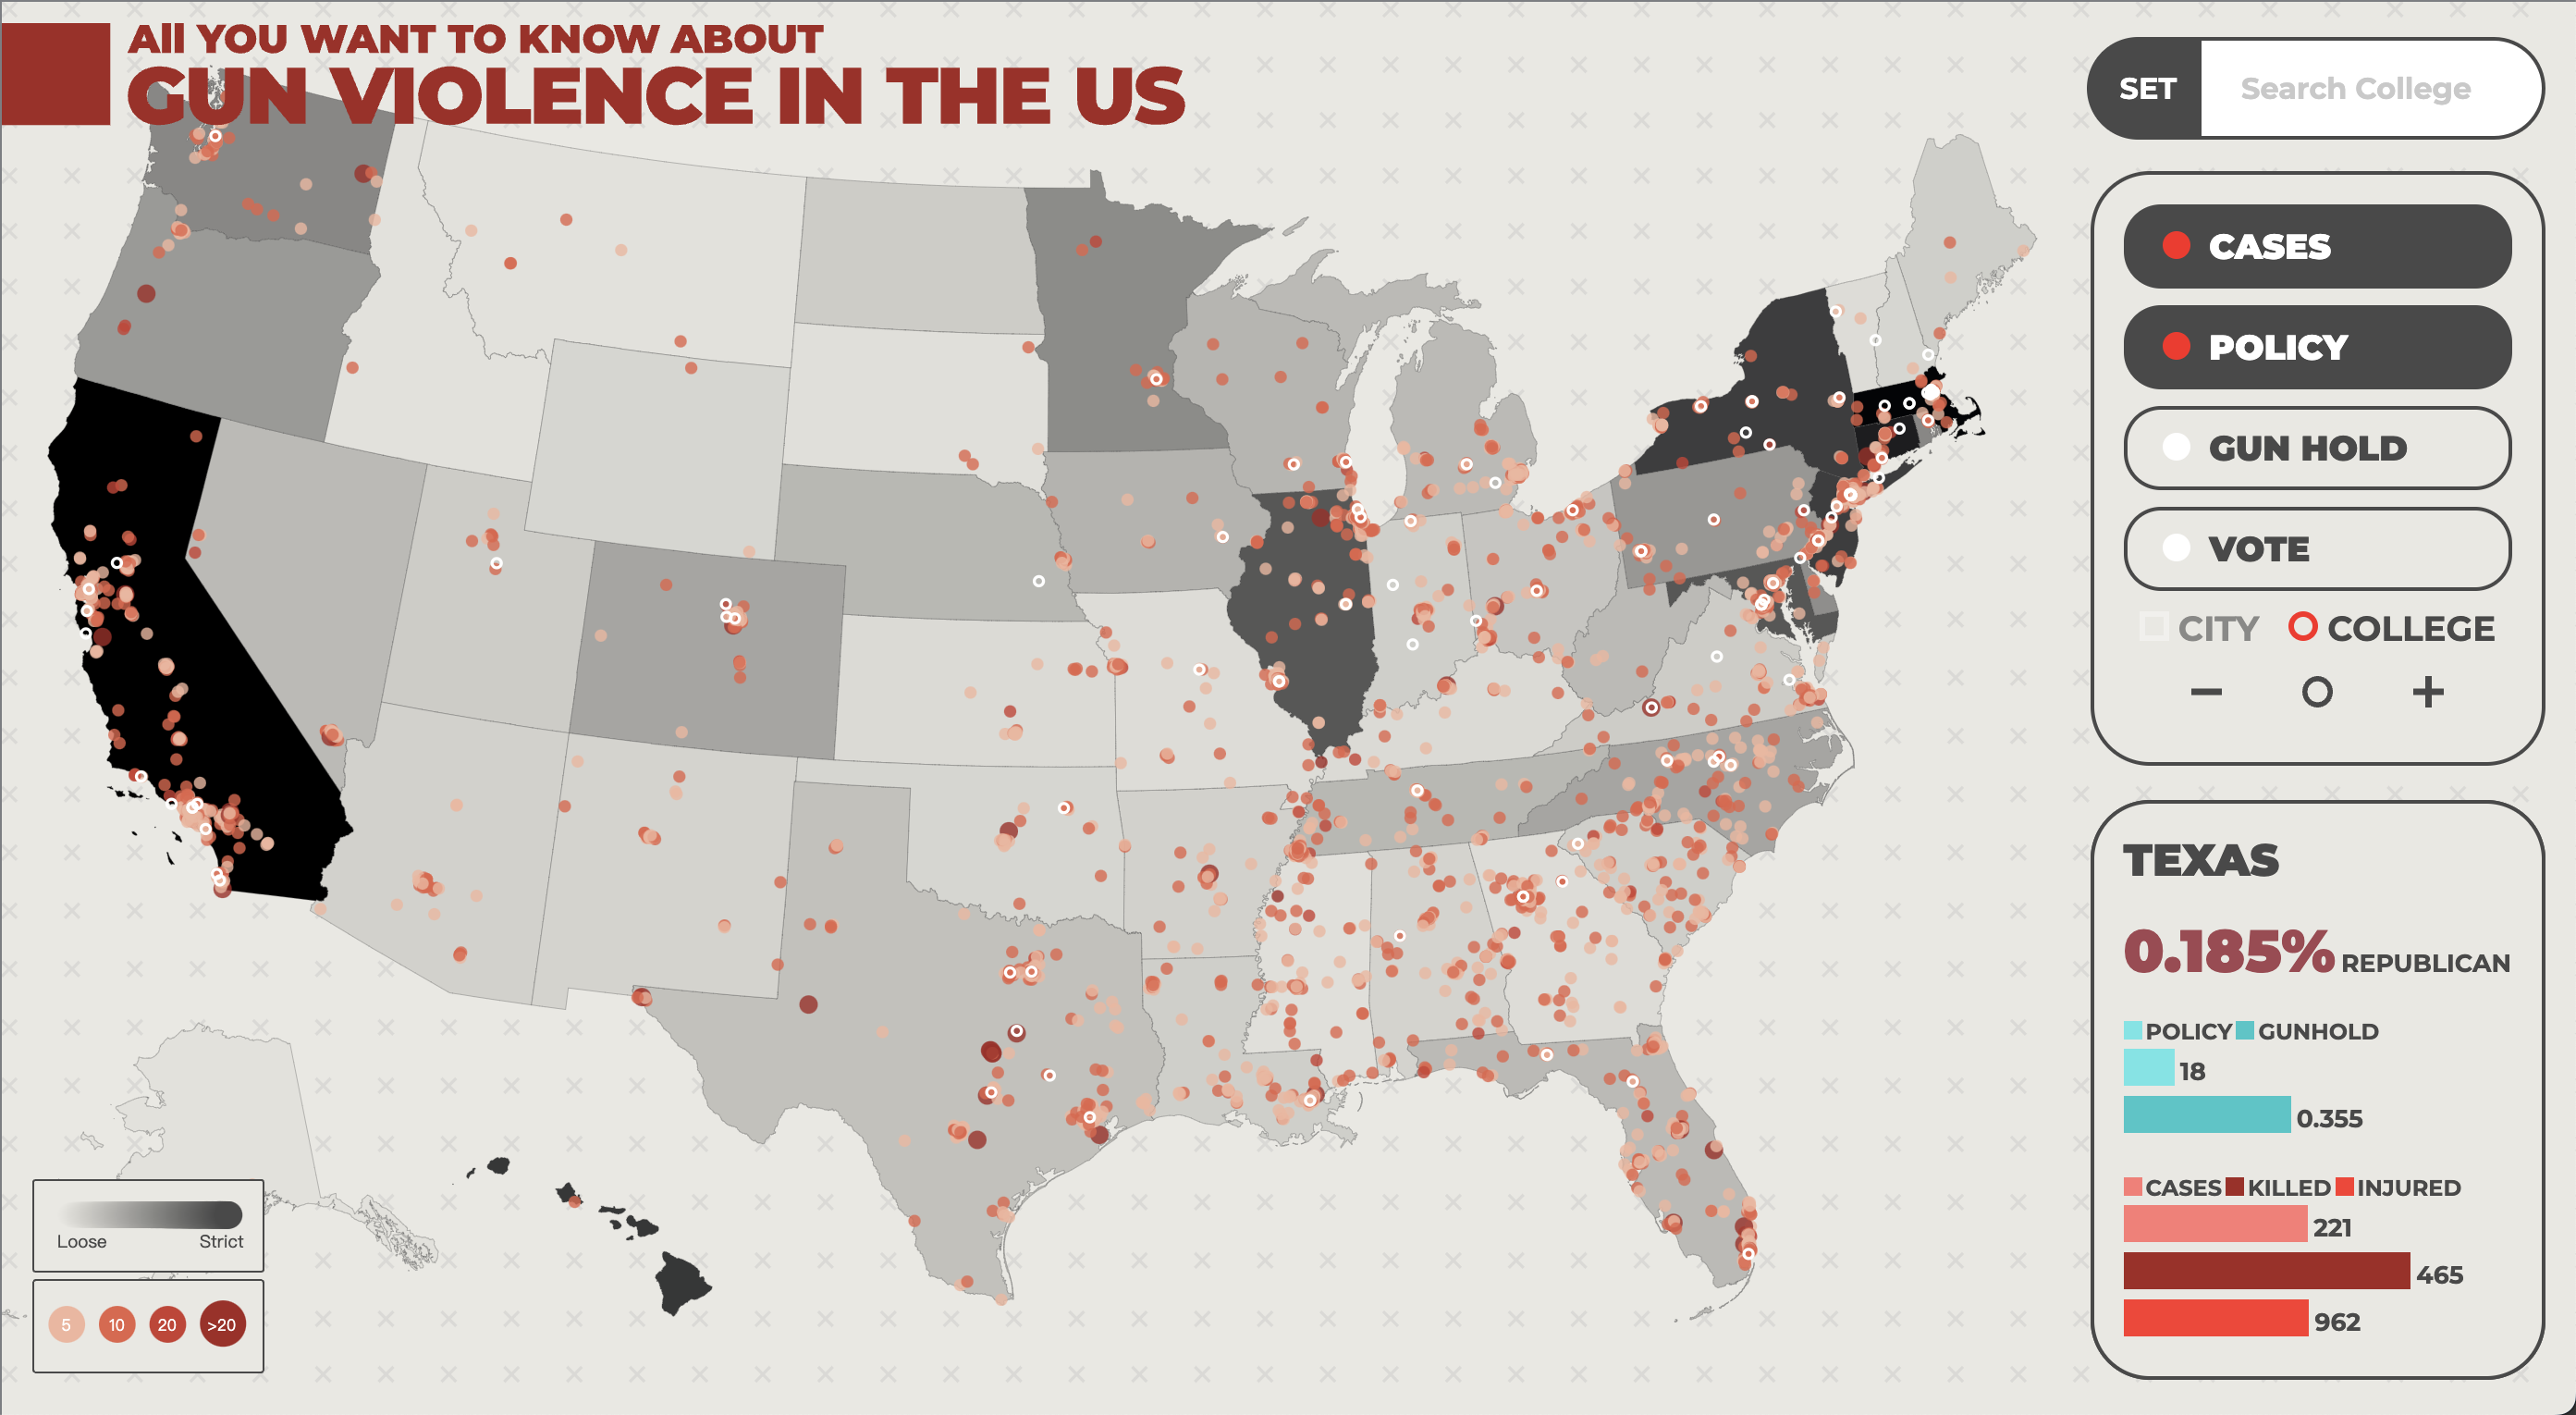 All YOU WANT TO KNOW ABOUT
GUN VIOLENCE IN THE US
SET Search College
CASES
POLICY
GUN HOLD
VOTE
CITY COLLEGE
TEXAS
0.185% REPUBLICAN
POLICY GUNHOLD
18
0.355
CASES KILLED INJURED
221
465
962
Loose Strict
5 10 20 >20